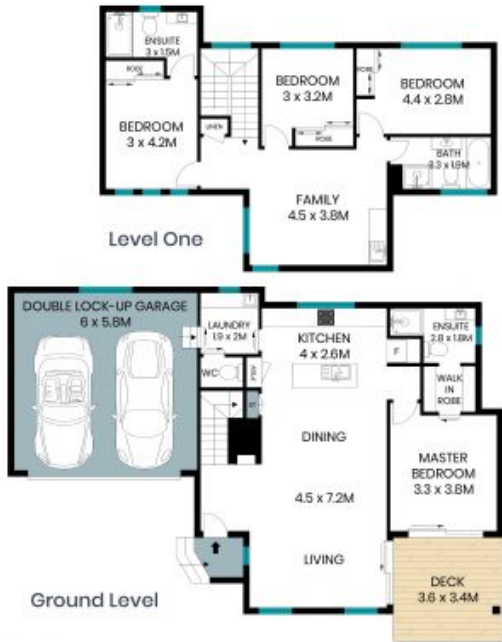 ENSUITE
3 x 1.5M
ROBE
BEDROOM
3 x 4.2M
LINEN
BEDROOM
3 x 3.2M
ROBE
ROBE
BEDROOM
4.4 x 2.8M
BATH
3.3 x 1.9M
FAMILY
4.5 x 3.8M
Level One
DOUBLE LOCK-UP GARAGE
6 x 5.8M
LAUNDRY
1.9 x 2M
WC
KITCHEN
4 x 2.6M
F
ENSUITE
2.8 x 1.8M
WALK
IN
ROBE
DINING
4.5 x 7.2M
LIVING
MASTER
BEDROOM
3.3 x 3.8M
DECK
3.6 x 3.4M
Ground Level